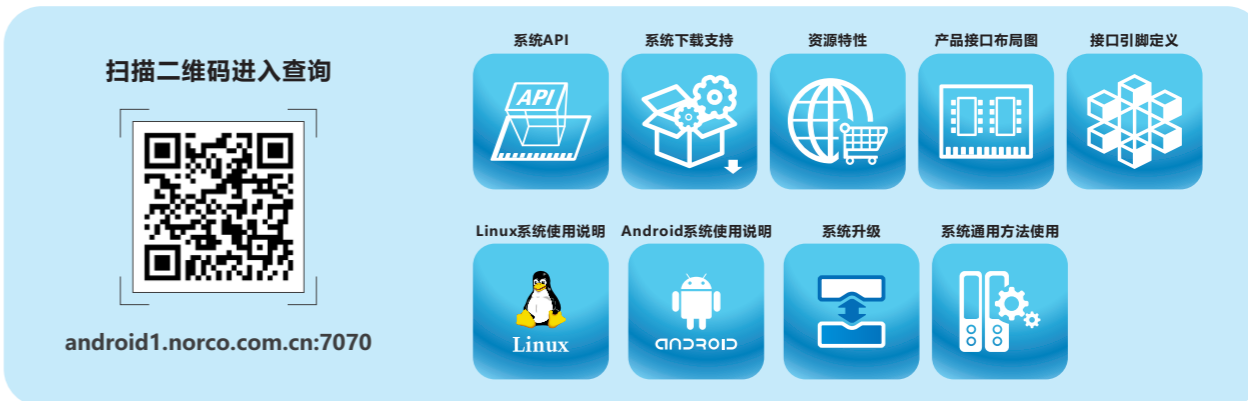 扫描二维码进入查询
android1.norco.com.cn:7070
系统API
系统下载支持
资源特性
产品接口布局图
接口引脚定义
API
Linux系统使用说明
Android系统使用说明
系统升级
系统通用方法使用
Linux
ANDROID